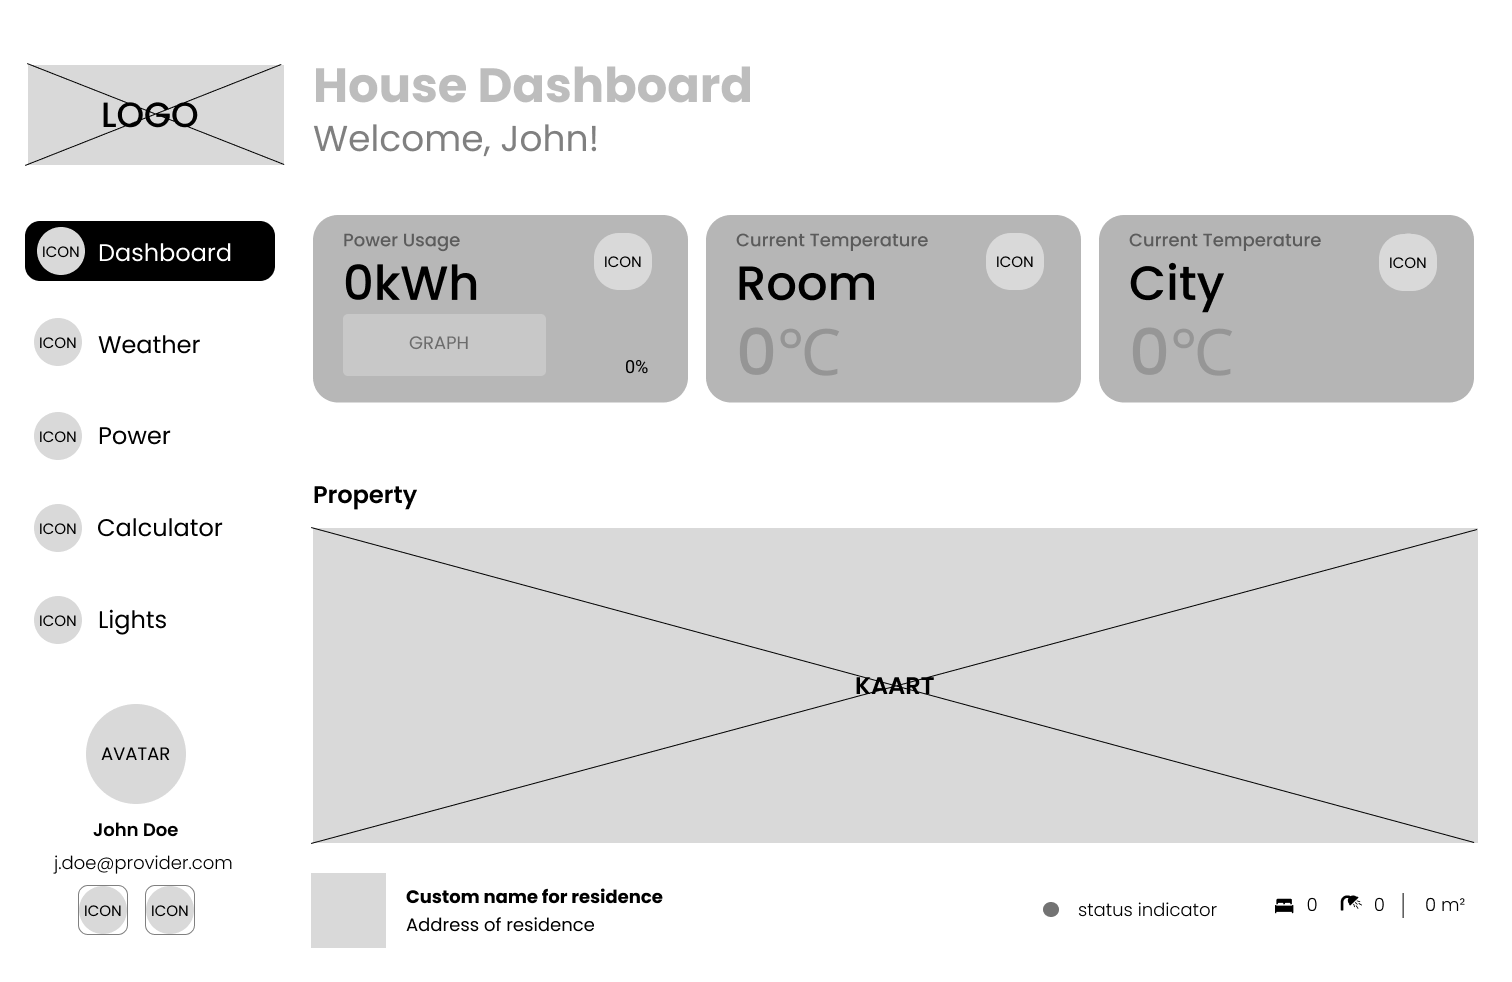 LOGO
House Dashboard
Welcome, John!
ICON Dashboard
ICON Weather
ICON Power
ICON Calculator
ICON Lights
AVATAR
John Doe
j.doe@provider.com
ICON ICON
Power Usage
0kWh
ICON
GRAPH
0%
Current Temperature
Room
ICON
0°C
Current Temperature
City
ICON
0°C
Property
KAART
Custom name for residence
Address of residence
status indicator
0 0 | 0 m²